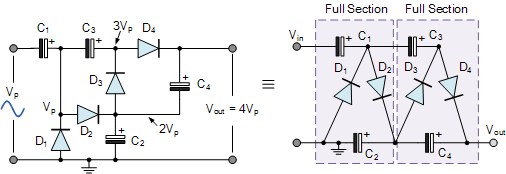 Full Section Full Section
C1 + C3 + 3Vp D4
Vin + C1 + C3
D3 D1 D2 D3 D4
Vp Vp + C4 ≡ Vout = 4Vp
D2 2Vp
D1 + C2
+ C2 + C4 Vout